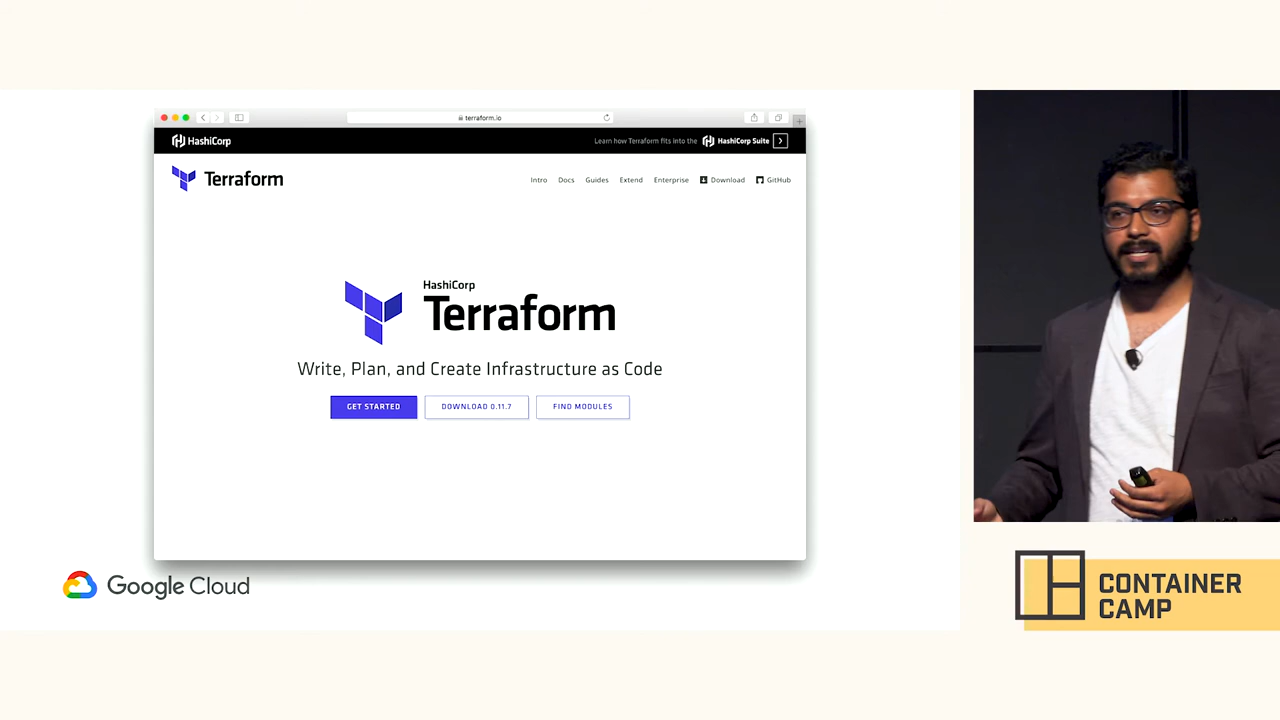 terraform.io
HashiCorp
Learn how Terraform fits into the HashiCorp Suite
Terraform
Intro Docs Guides Extend Enterprise Download GitHub
HashiCorp
Terraform
Write, Plan, and Create Infrastructure as Code
GET STARTED DOWNLOAD 0.11.7 FIND MODULES
Google Cloud
CONTAINER
CAMP